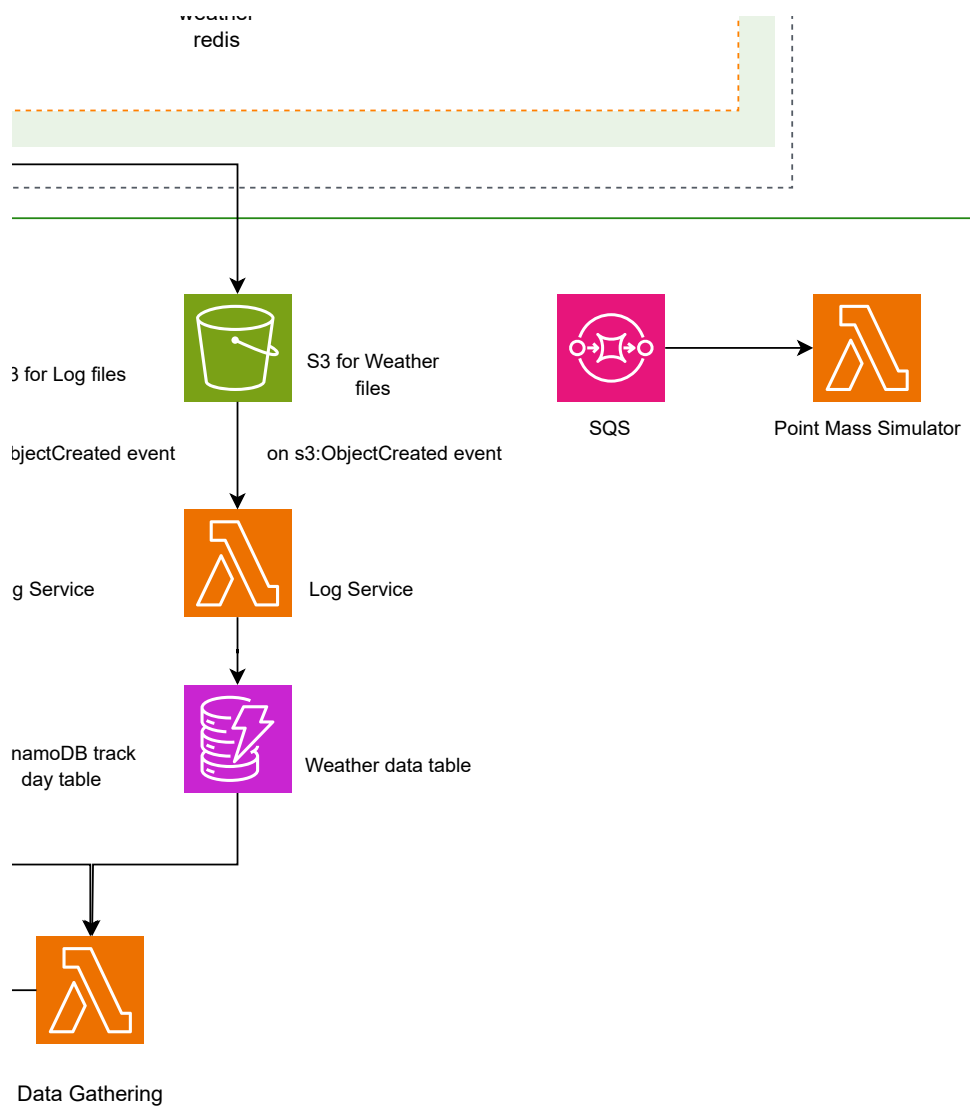 weather
redis
S3 for Weather
files
3 for Log files
SQS
Point Mass Simulator
bjectCreated event
on s3:ObjectCreated event
g Service
Log Service
namoDB track
day table
Weather data table
Data Gathering